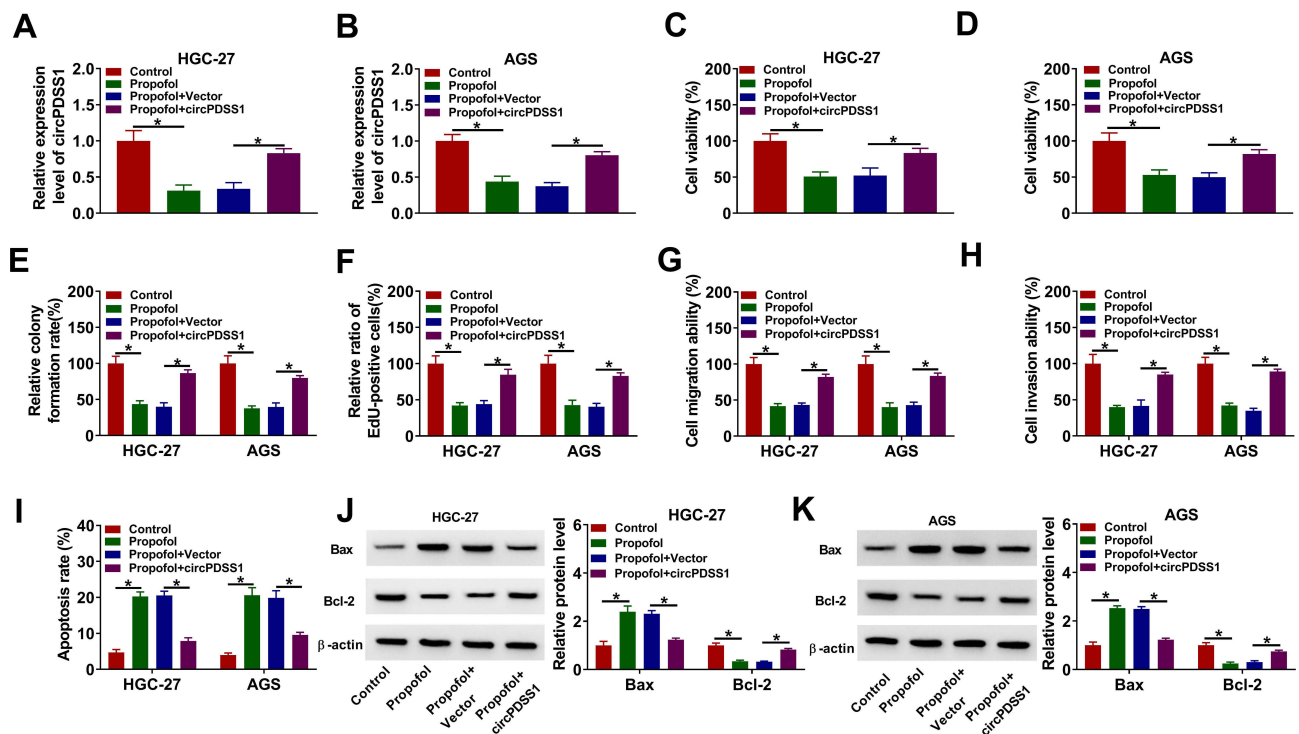 A
HGC-27
Relative expression
level of circPDSS1
2.0
1.5
1.0
0.5
0.0
Control
Propofol
Propofol+Vector
Propofol+circPDSS1
*
*
B
AGS
Relative expression
level of circPDSS1
2.0
1.5
1.0
0.5
0.0
Control
Propofol
Propofol+Vector
Propofol+circPDSS1
*
*
C
HGC-27
Cell viability (%)
200
150
100
50
0
Control
Propofol
Propofol+Vector
Propofol+circPDSS1
*
*
D
AGS
Cell viability (%)
200
150
100
50
0
Control
Propofol
Propofol+Vector
Propofol+circPDSS1
*
*
E
Relative colony
formation rate(%)
200
150
100
50
0
Control
Propofol
Propofol+Vector
Propofol+circPDSS1
*
*
*
*
HGC-27
AGS
F
Relative ratio of
EdU-positive cells(%)
200
150
100
50
0
Control
Propofol
Propofol+Vector
Propofol+circPDSS1
*
*
*
*
HGC-27
AGS
G
Cell migration ability (%)
200
150
100
50
0
Control
Propofol
Propofol+Vector
Propofol+circPDSS1
*
*
*
*
HGC-27
AGS
H
Cell invasion ability (%)
200
150
100
50
0
Control
Propofol
Propofol+Vector
Propofol+circPDSS1
*
*
*
*
HGC-27
AGS
I
Apoptosis rate (%)
40
30
20
10
0
Control
Propofol
Propofol+Vector
Propofol+circPDSS1
*
*
*
*
HGC-27
AGS
J
HGC-27
Bax
Bcl-2
β-actin
Control
Propofol
Propofol+
Vector
Propofol+
circPDSS1
HGC-27
Relative protein level
6
4
2
0
Control
Propofol
Propofol+Vector
Propofol+circPDSS1
*
*
*
*
Bax
Bcl-2
K
AGS
Bax
Bcl-2
β-actin
Control
Propofol
Propofol+
Vector
Propofol+
circPDSS1
AGS
Relative protein level
6
4
2
0
Control
Propofol
Propofol+Vector
Propofol+circPDSS1
*
*
*
*
Bax
Bcl-2